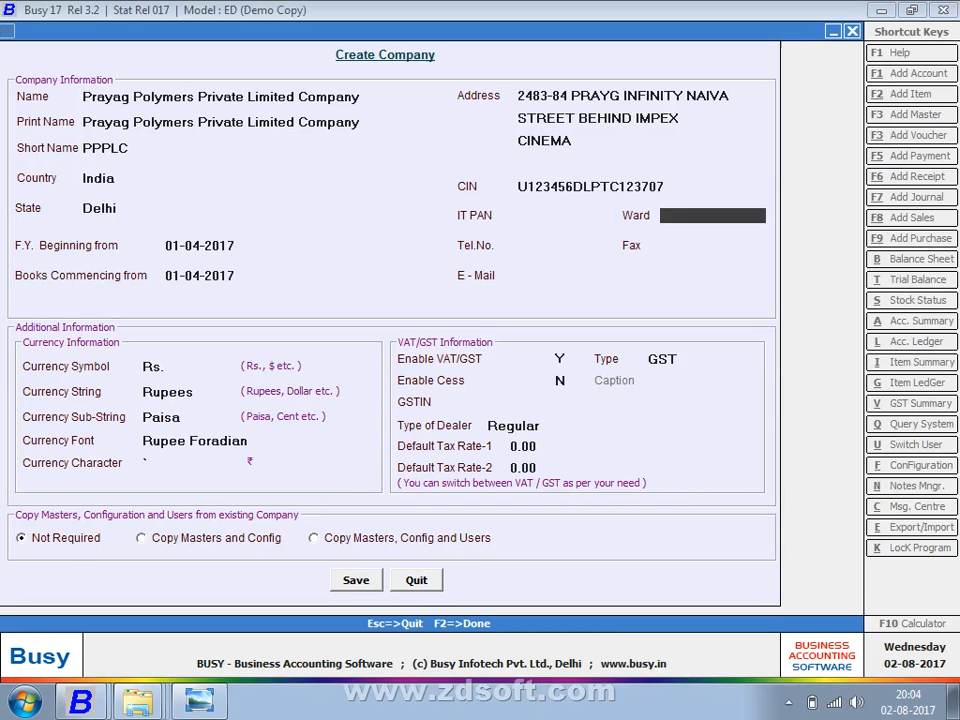 Busy 17 Rel 3.2 | Stat Rel 017 | Model : ED (Demo Copy)
Create Company
Company Information
Name Prayag Polymers Private Limited Company
Print Name Prayag Polymers Private Limited Company
Short Name PPPLC
Country India
State Delhi
F.Y. Beginning from 01-04-2017
Books Commencing from 01-04-2017
Address 2483-84 PRAYG INFINITY NAIVA
STREET BEHIND IMPEX
CINEMA
CIN U123456DLPTC123707
IT PAN Ward
Tel.No. Fax
E - Mail
Additional Information
Currency Information
Currency Symbol Rs. (Rs., $ etc. )
Currency String Rupees (Rupees, Dollar etc. )
Currency Sub-String Paisa (Paisa, Cent etc. )
Currency Font Rupee Foradian
Currency Character ` ₹
VAT/GST Information
Enable VAT/GST Y Type GST
Enable Cess N Caption
GSTIN
Type of Dealer Regular
Default Tax Rate-1 0.00
Default Tax Rate-2 0.00
(You can switch between VAT / GST as per your need )
Copy Masters, Configuration and Users from existing Company
Not Required Copy Masters and Config Copy Masters, Config and Users
Save Quit
Esc=>Quit F2=>Done
Shortcut Keys
F1 Help
F1 Add Account
F2 Add Item
F3 Add Master
F3 Add Voucher
F5 Add Payment
F6 Add Receipt
F7 Add Journal
F8 Add Sales
F9 Add Purchase
B Balance Sheet
T Trial Balance
S Stock Status
A Acc. Summary
L Acc. Ledger
I Item Summary
G Item LedGer
V GST Summary
Q Query System
U Switch User
F ConFiguration
N Notes Mngr.
C Msg. Centre
E Export/Import
K LocK Program
F10 Calculator
Busy
BUSY - Business Accounting Software ; (c) Busy Infotech Pvt. Ltd., Delhi ; www.busy.in
BUSINESS
ACCOUNTING
SOFTWARE
Wednesday
02-08-2017
www.zdsoft.com
20:04
02-08-2017